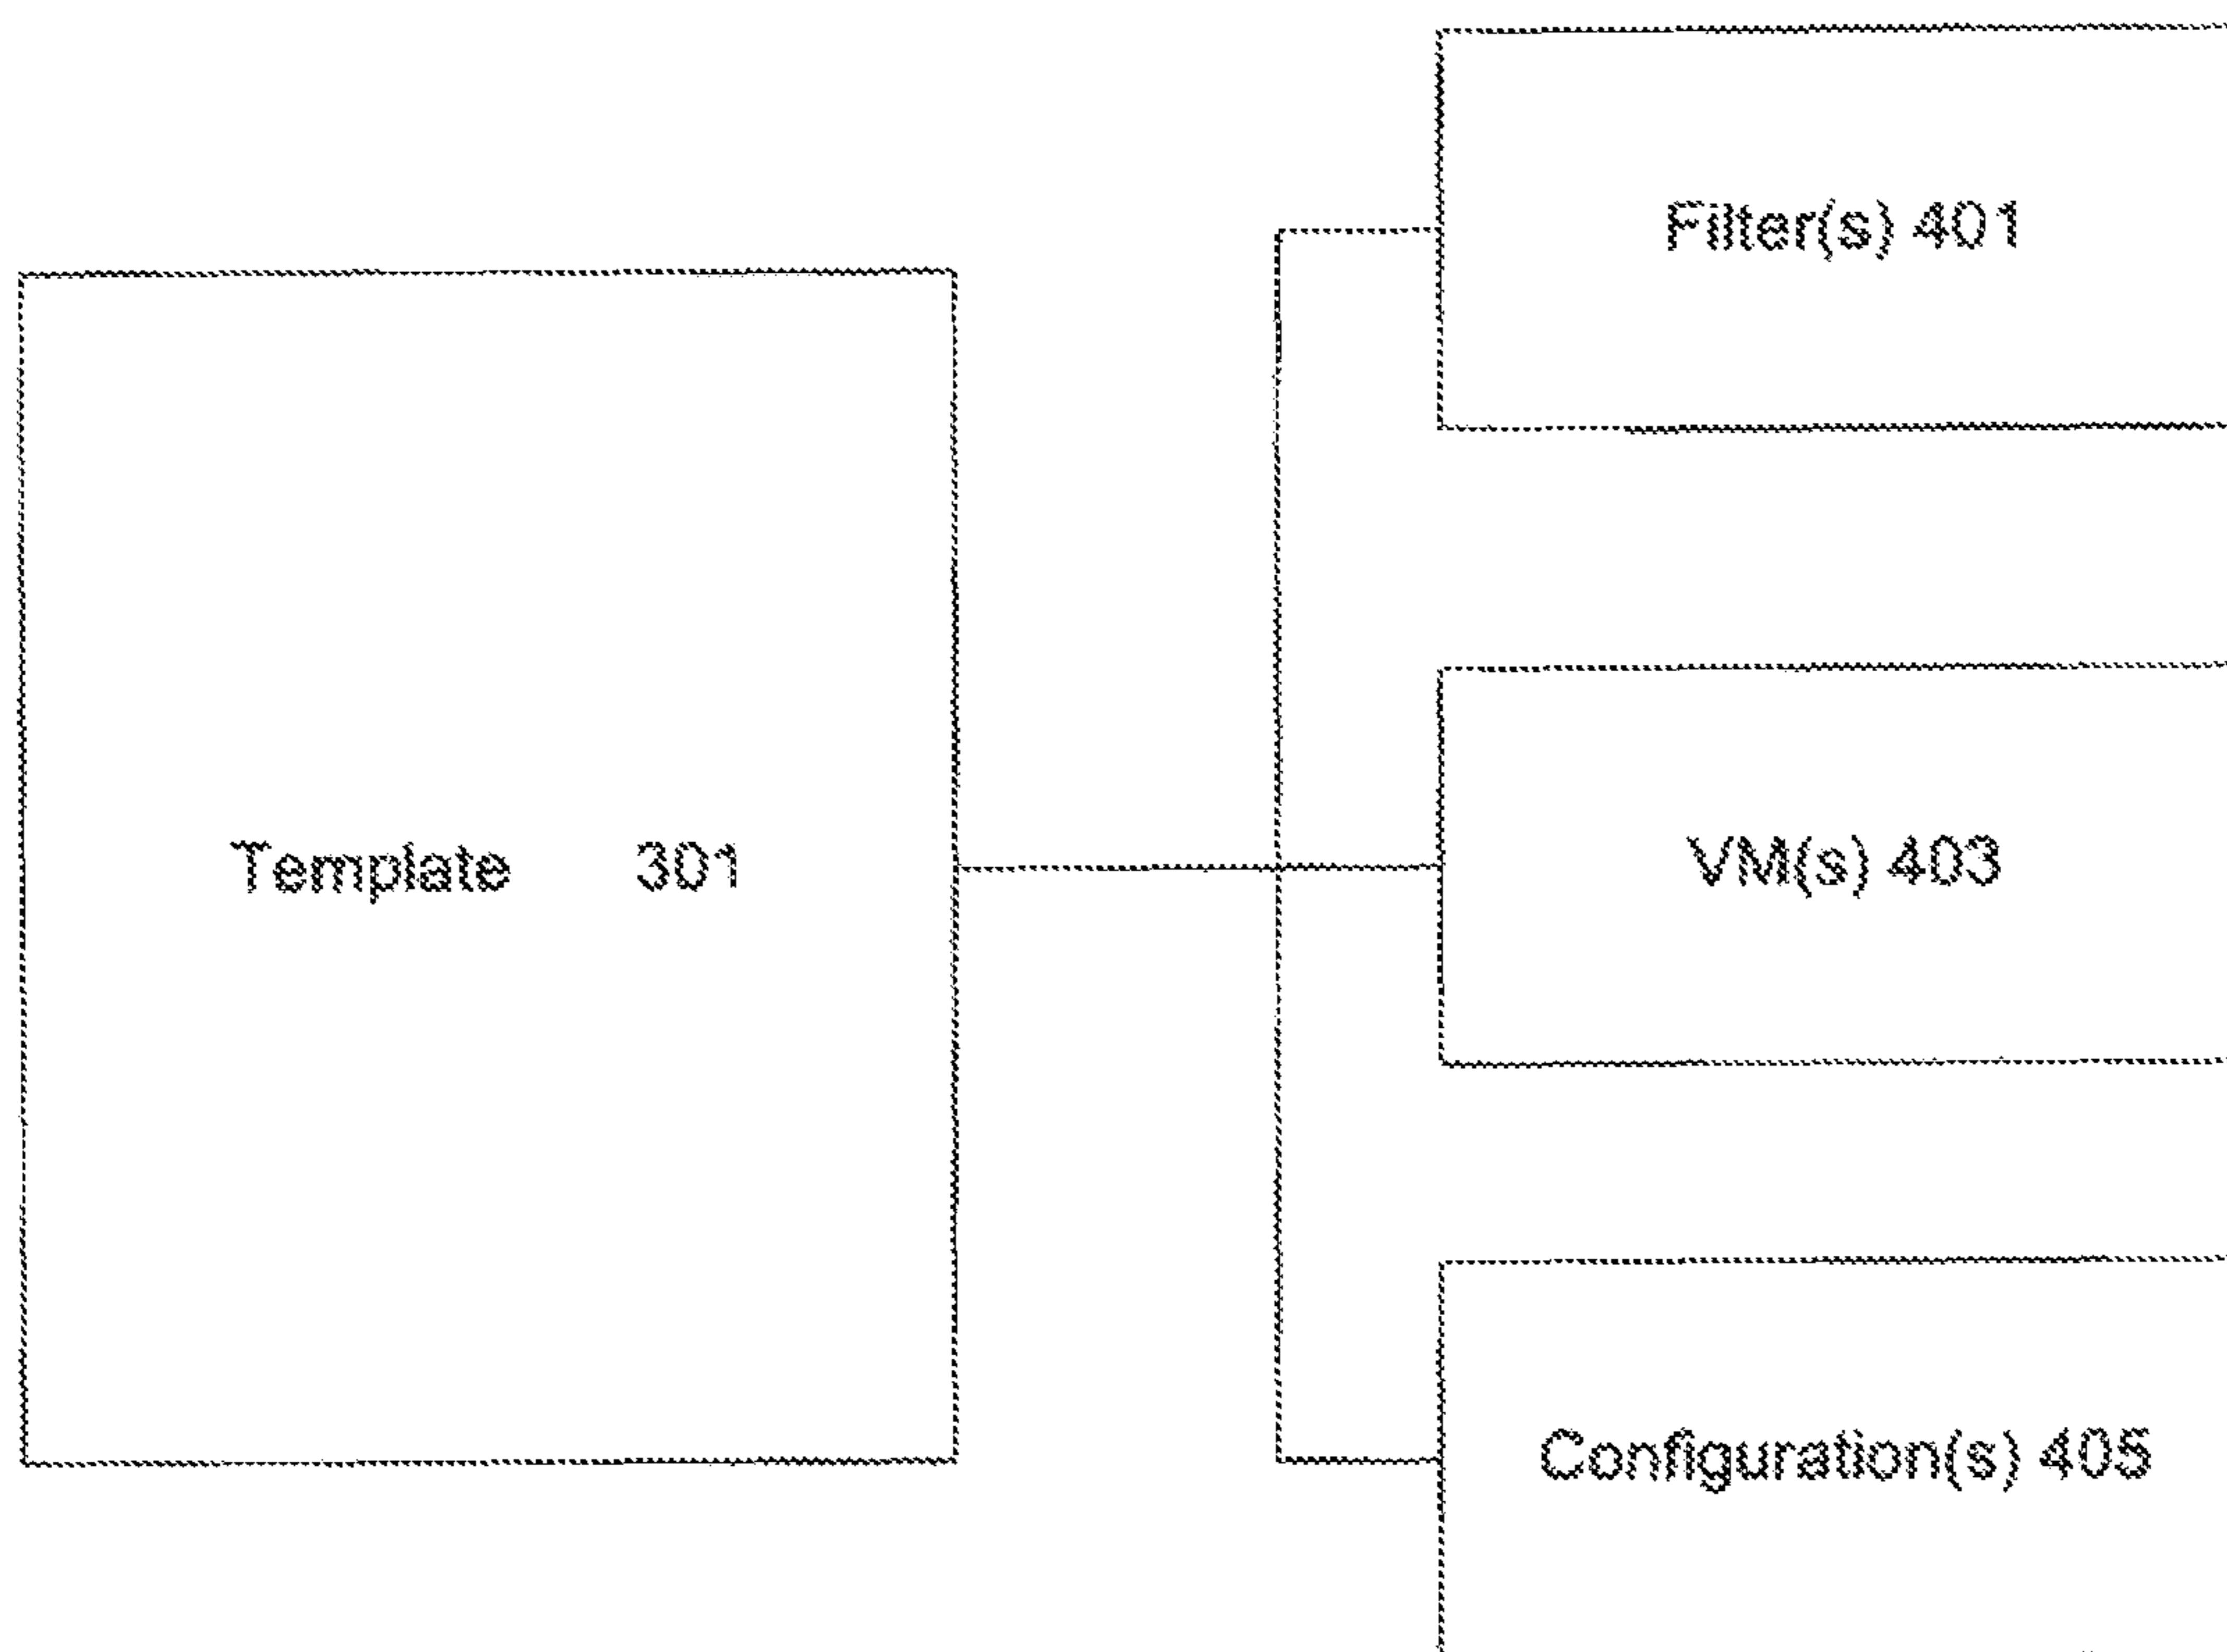 Filter(s) 401
Template 301
VM(s) 403
Configuration(s) 405